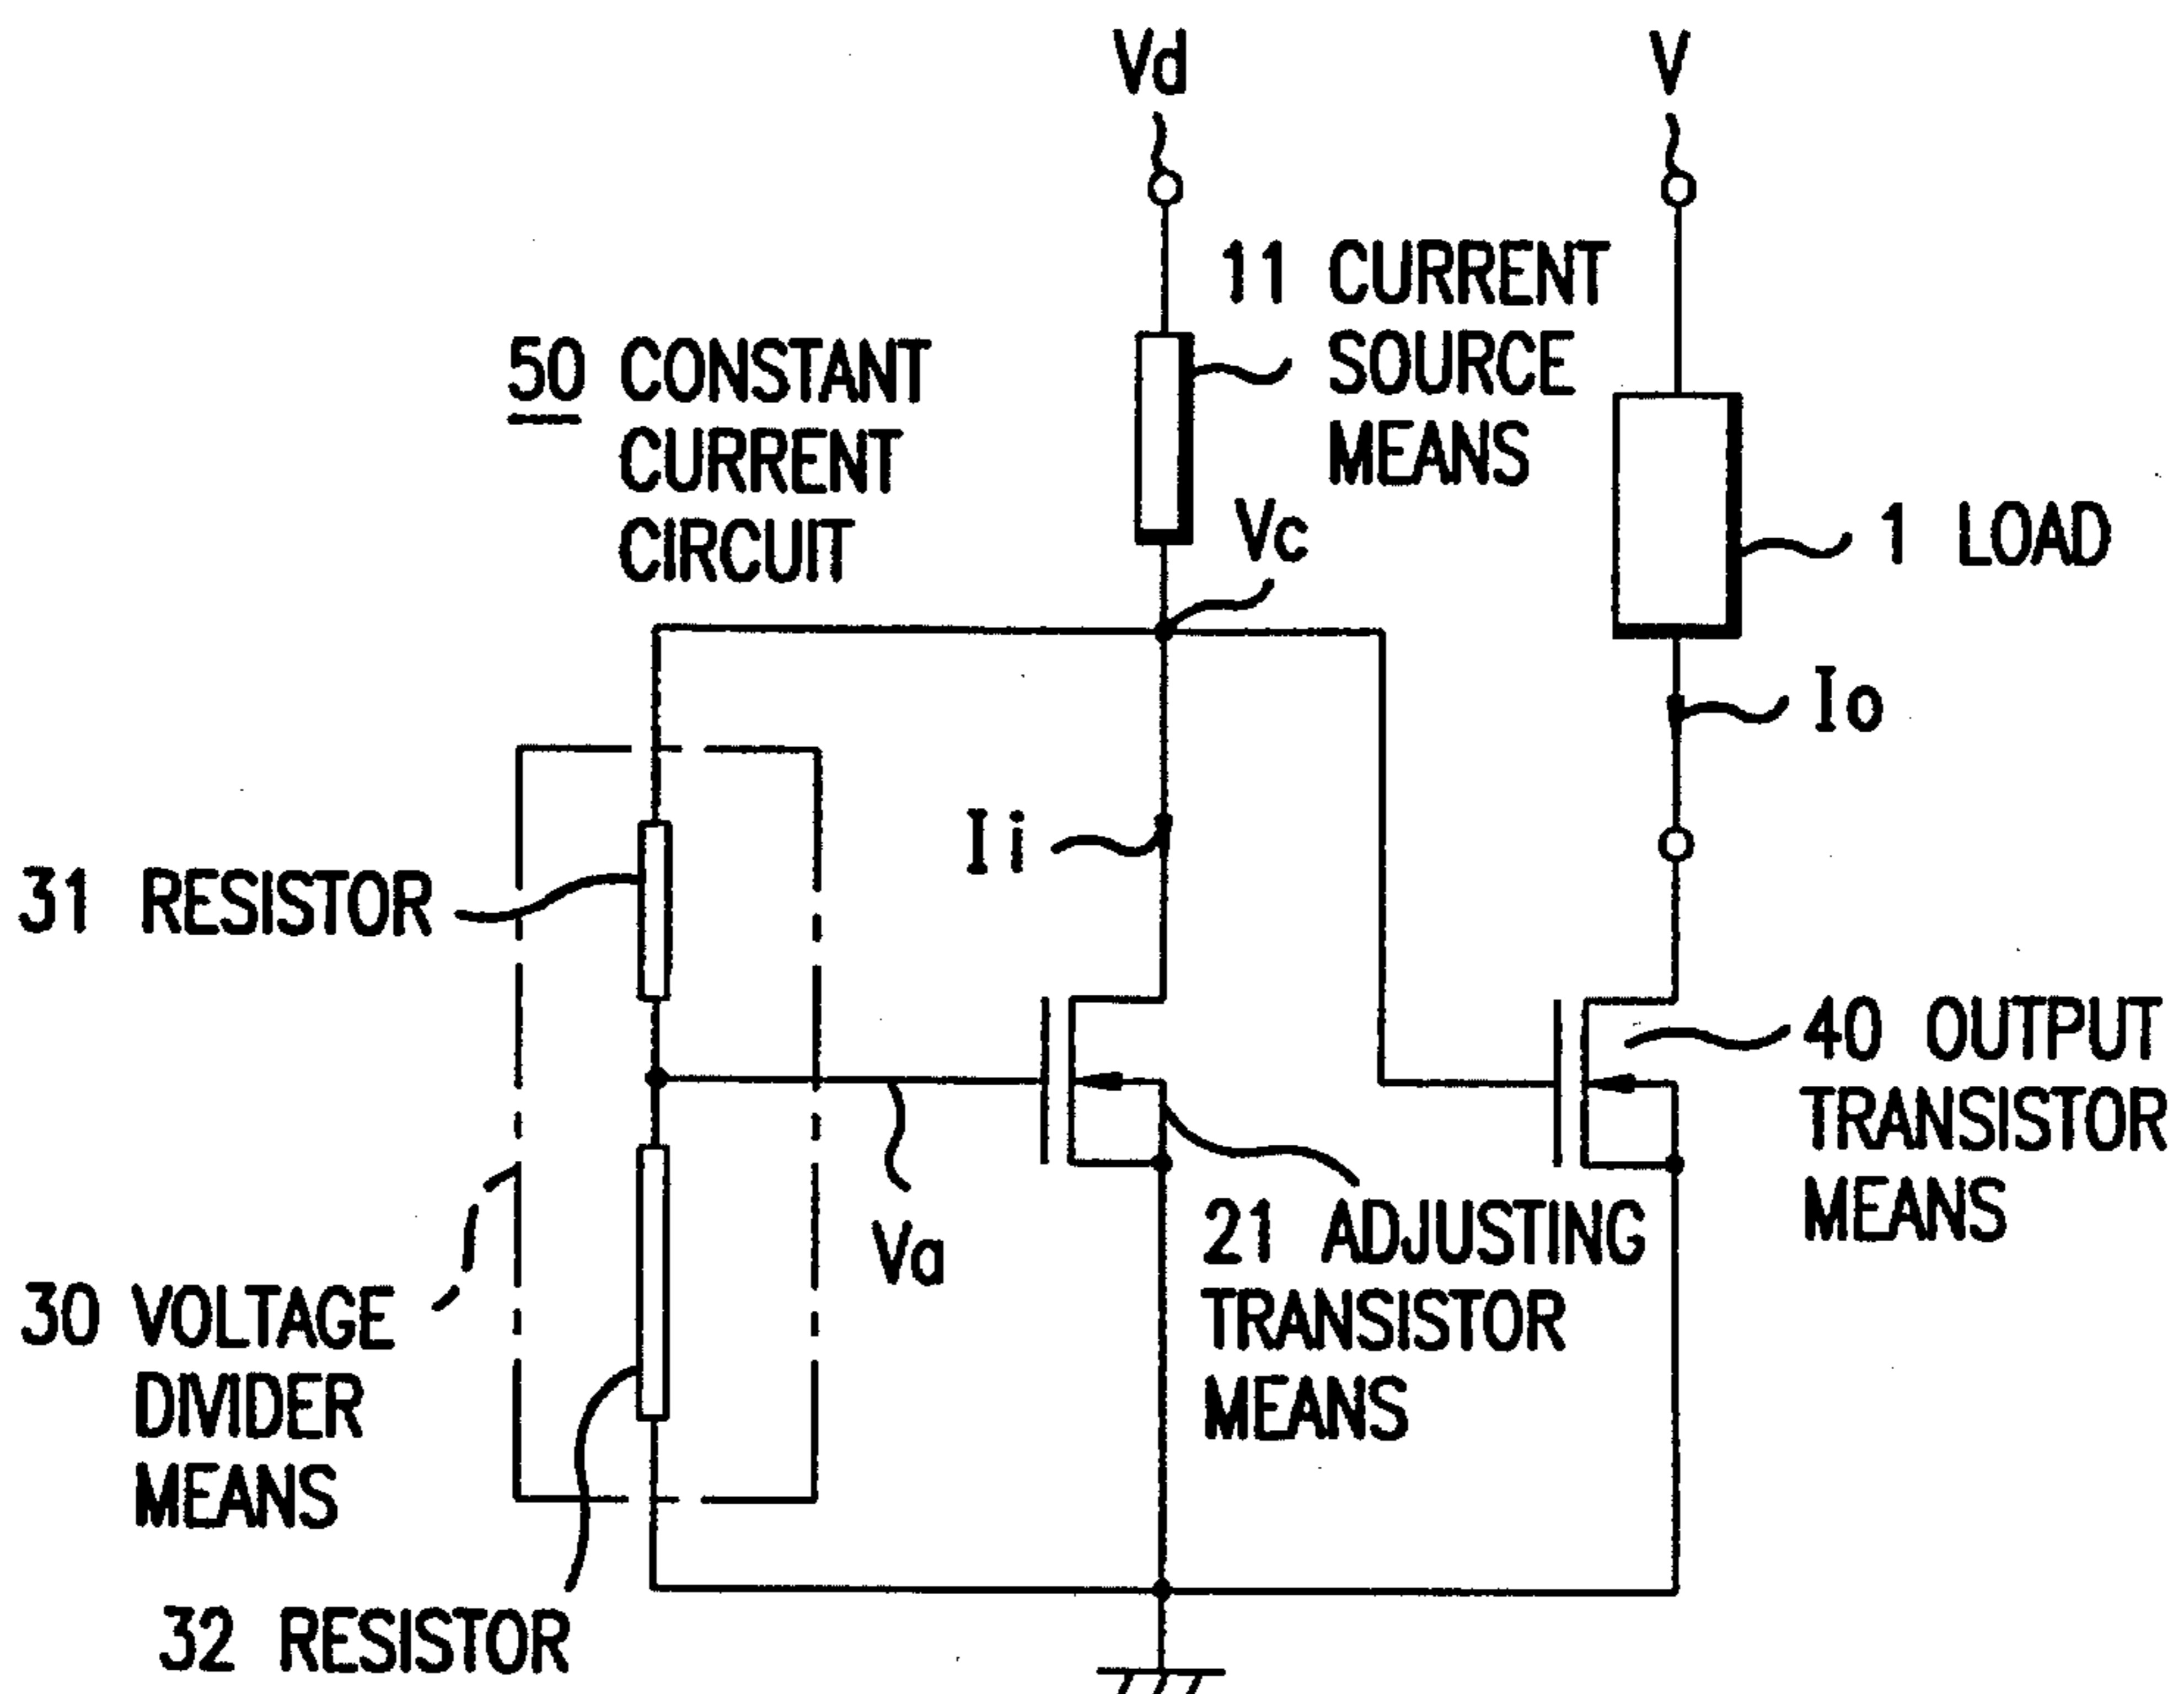 Vd
V
11 CURRENT
SOURCE
MEANS
50 CONSTANT
CURRENT
CIRCUIT
Vc
1 LOAD
Io
Ii
31 RESISTOR
40 OUTPUT
TRANSISTOR
MEANS
Va
21 ADJUSTING
TRANSISTOR
MEANS
30 VOLTAGE
DIVIDER
MEANS
32 RESISTOR